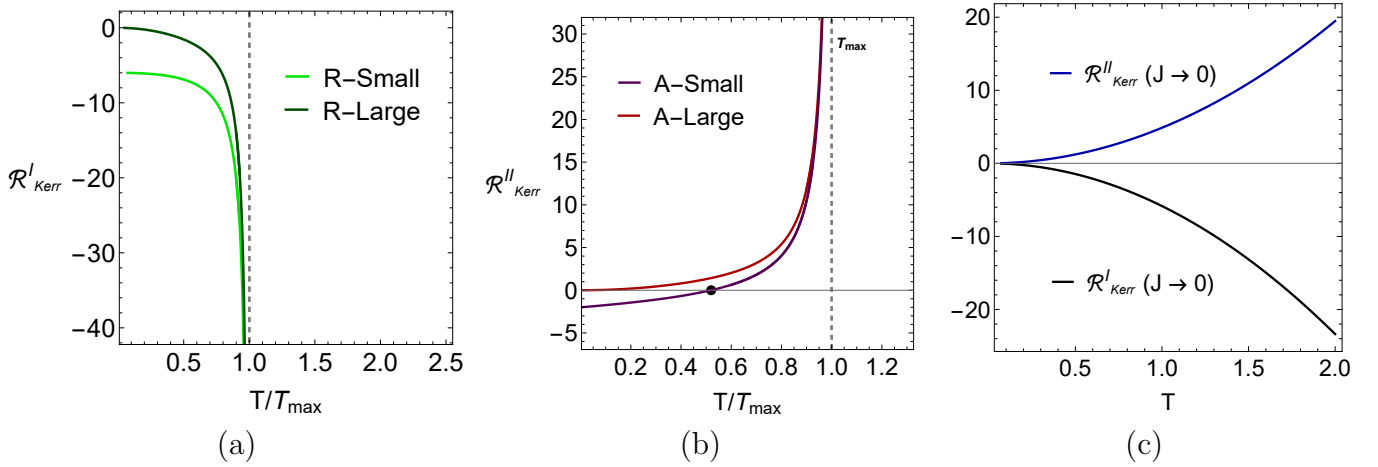 0
-10
-20
-30
-40
ℛ^I_Kerr
R-Small
R-Large
0.5 1.0 1.5 2.0 2.5
T/T_max
(a)
30
25
20
15
10
5
0
-5
ℛ^II_Kerr
T_max
A-Small
A-Large
0.2 0.4 0.6 0.8 1.0 1.2
T/T_max
(b)
20
10
0
-10
-20
ℛ^II_Kerr (J → 0)
ℛ^I_Kerr (J → 0)
0.5 1.0 1.5 2.0
T
(c)